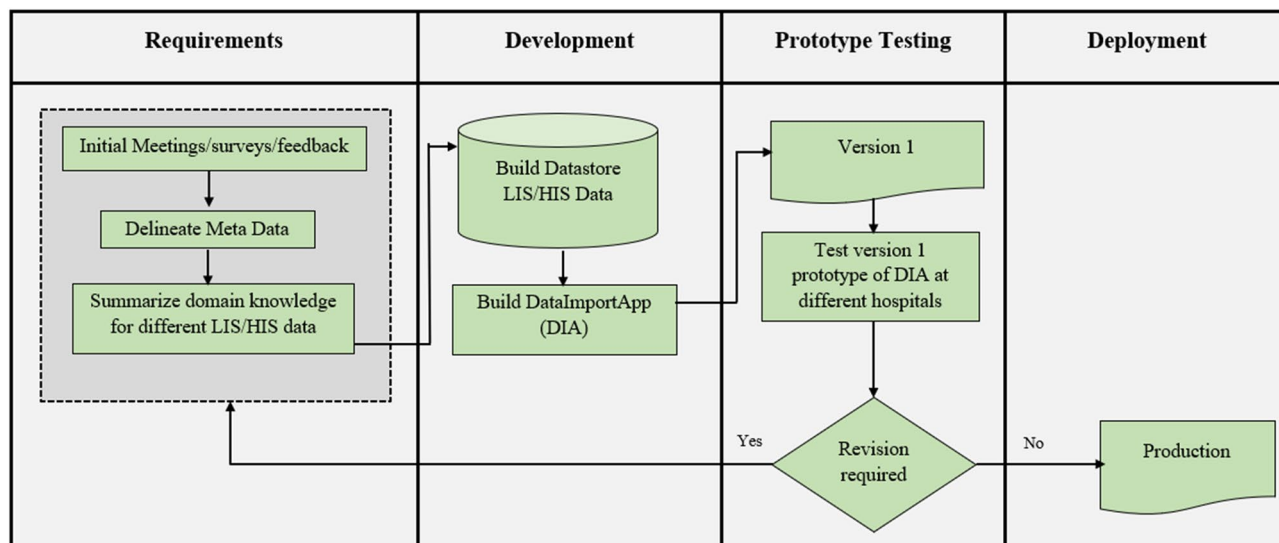 Requirements
Development
Prototype Testing
Deployment
Initial Meetings/surveys/feedback
Delineate Meta Data
Summarize domain knowledge
for different LIS/HIS data
Build Datastore
LIS/HIS Data
Build DataImportApp
(DIA)
Version 1
Test version 1
prototype of DIA at
different hospitals
Yes
Revision
required
No
Production